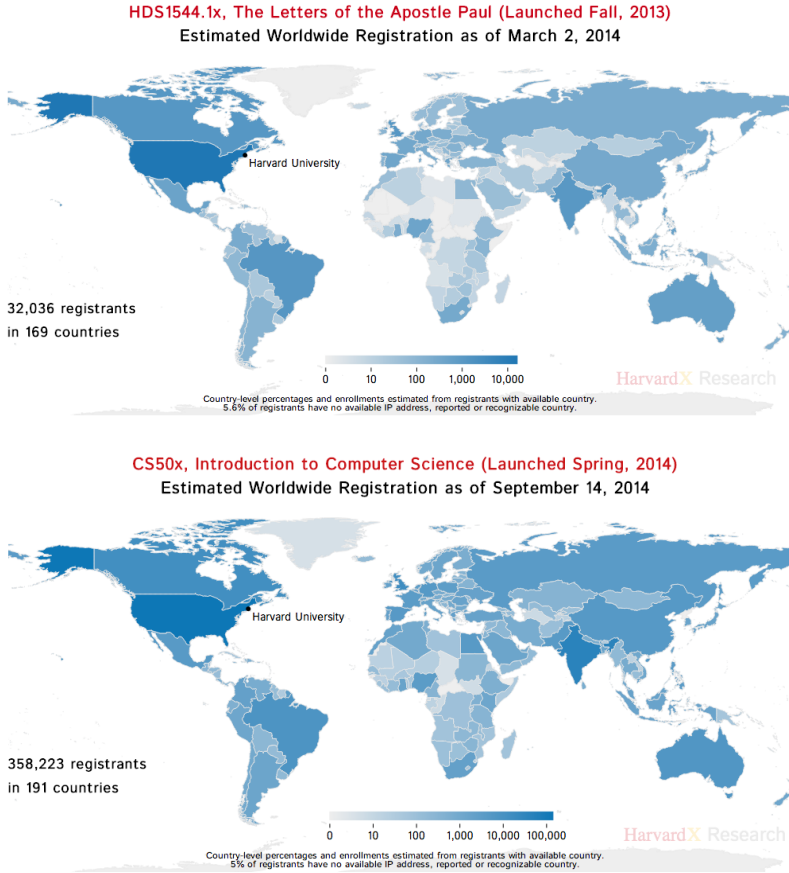 HDS1544.1x, The Letters of the Apostle Paul (Launched Fall, 2013)
Estimated Worldwide Registration as of March 2, 2014
Harvard University
32,036 registrants
in 169 countries
0 10 100 1,000 10,000
HarvardX Research
Country-level percentages and enrollments estimated from registrants with available country.
5.6% of registrants have no available IP address, reported or recognizable country.
CS50x, Introduction to Computer Science (Launched Spring, 2014)
Estimated Worldwide Registration as of September 14, 2014
Harvard University
358,223 registrants
in 191 countries
0 10 100 1,000 10,000 100,000
HarvardX Research
Country-level percentages and enrollments estimated from registrants with available country.
5% of registrants have no available IP address, reported or recognizable country.